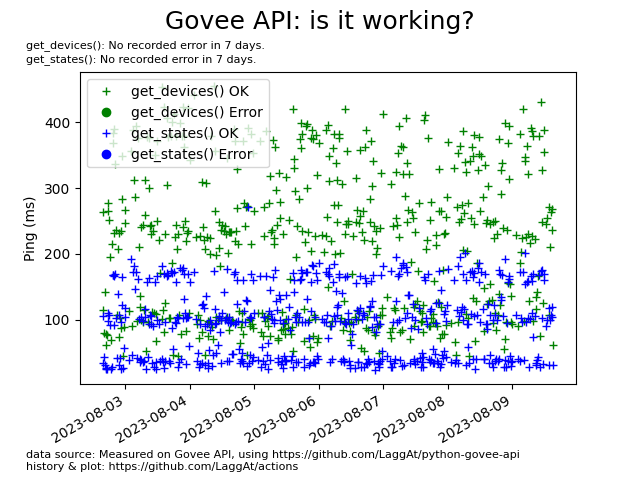 Govee API: is it working?
get_devices(): No recorded error in 7 days.
get_states(): No recorded error in 7 days.
get_devices() OK
get_devices() Error
get_states() OK
get_states() Error
400
300
200
100
Ping (ms)
2023-08-03
2023-08-04
2023-08-05
2023-08-06
2023-08-07
2023-08-08
2023-08-09
data source: Measured on Govee API, using https://github.com/LaggAt/python-govee-api
history & plot: https://github.com/LaggAt/actions